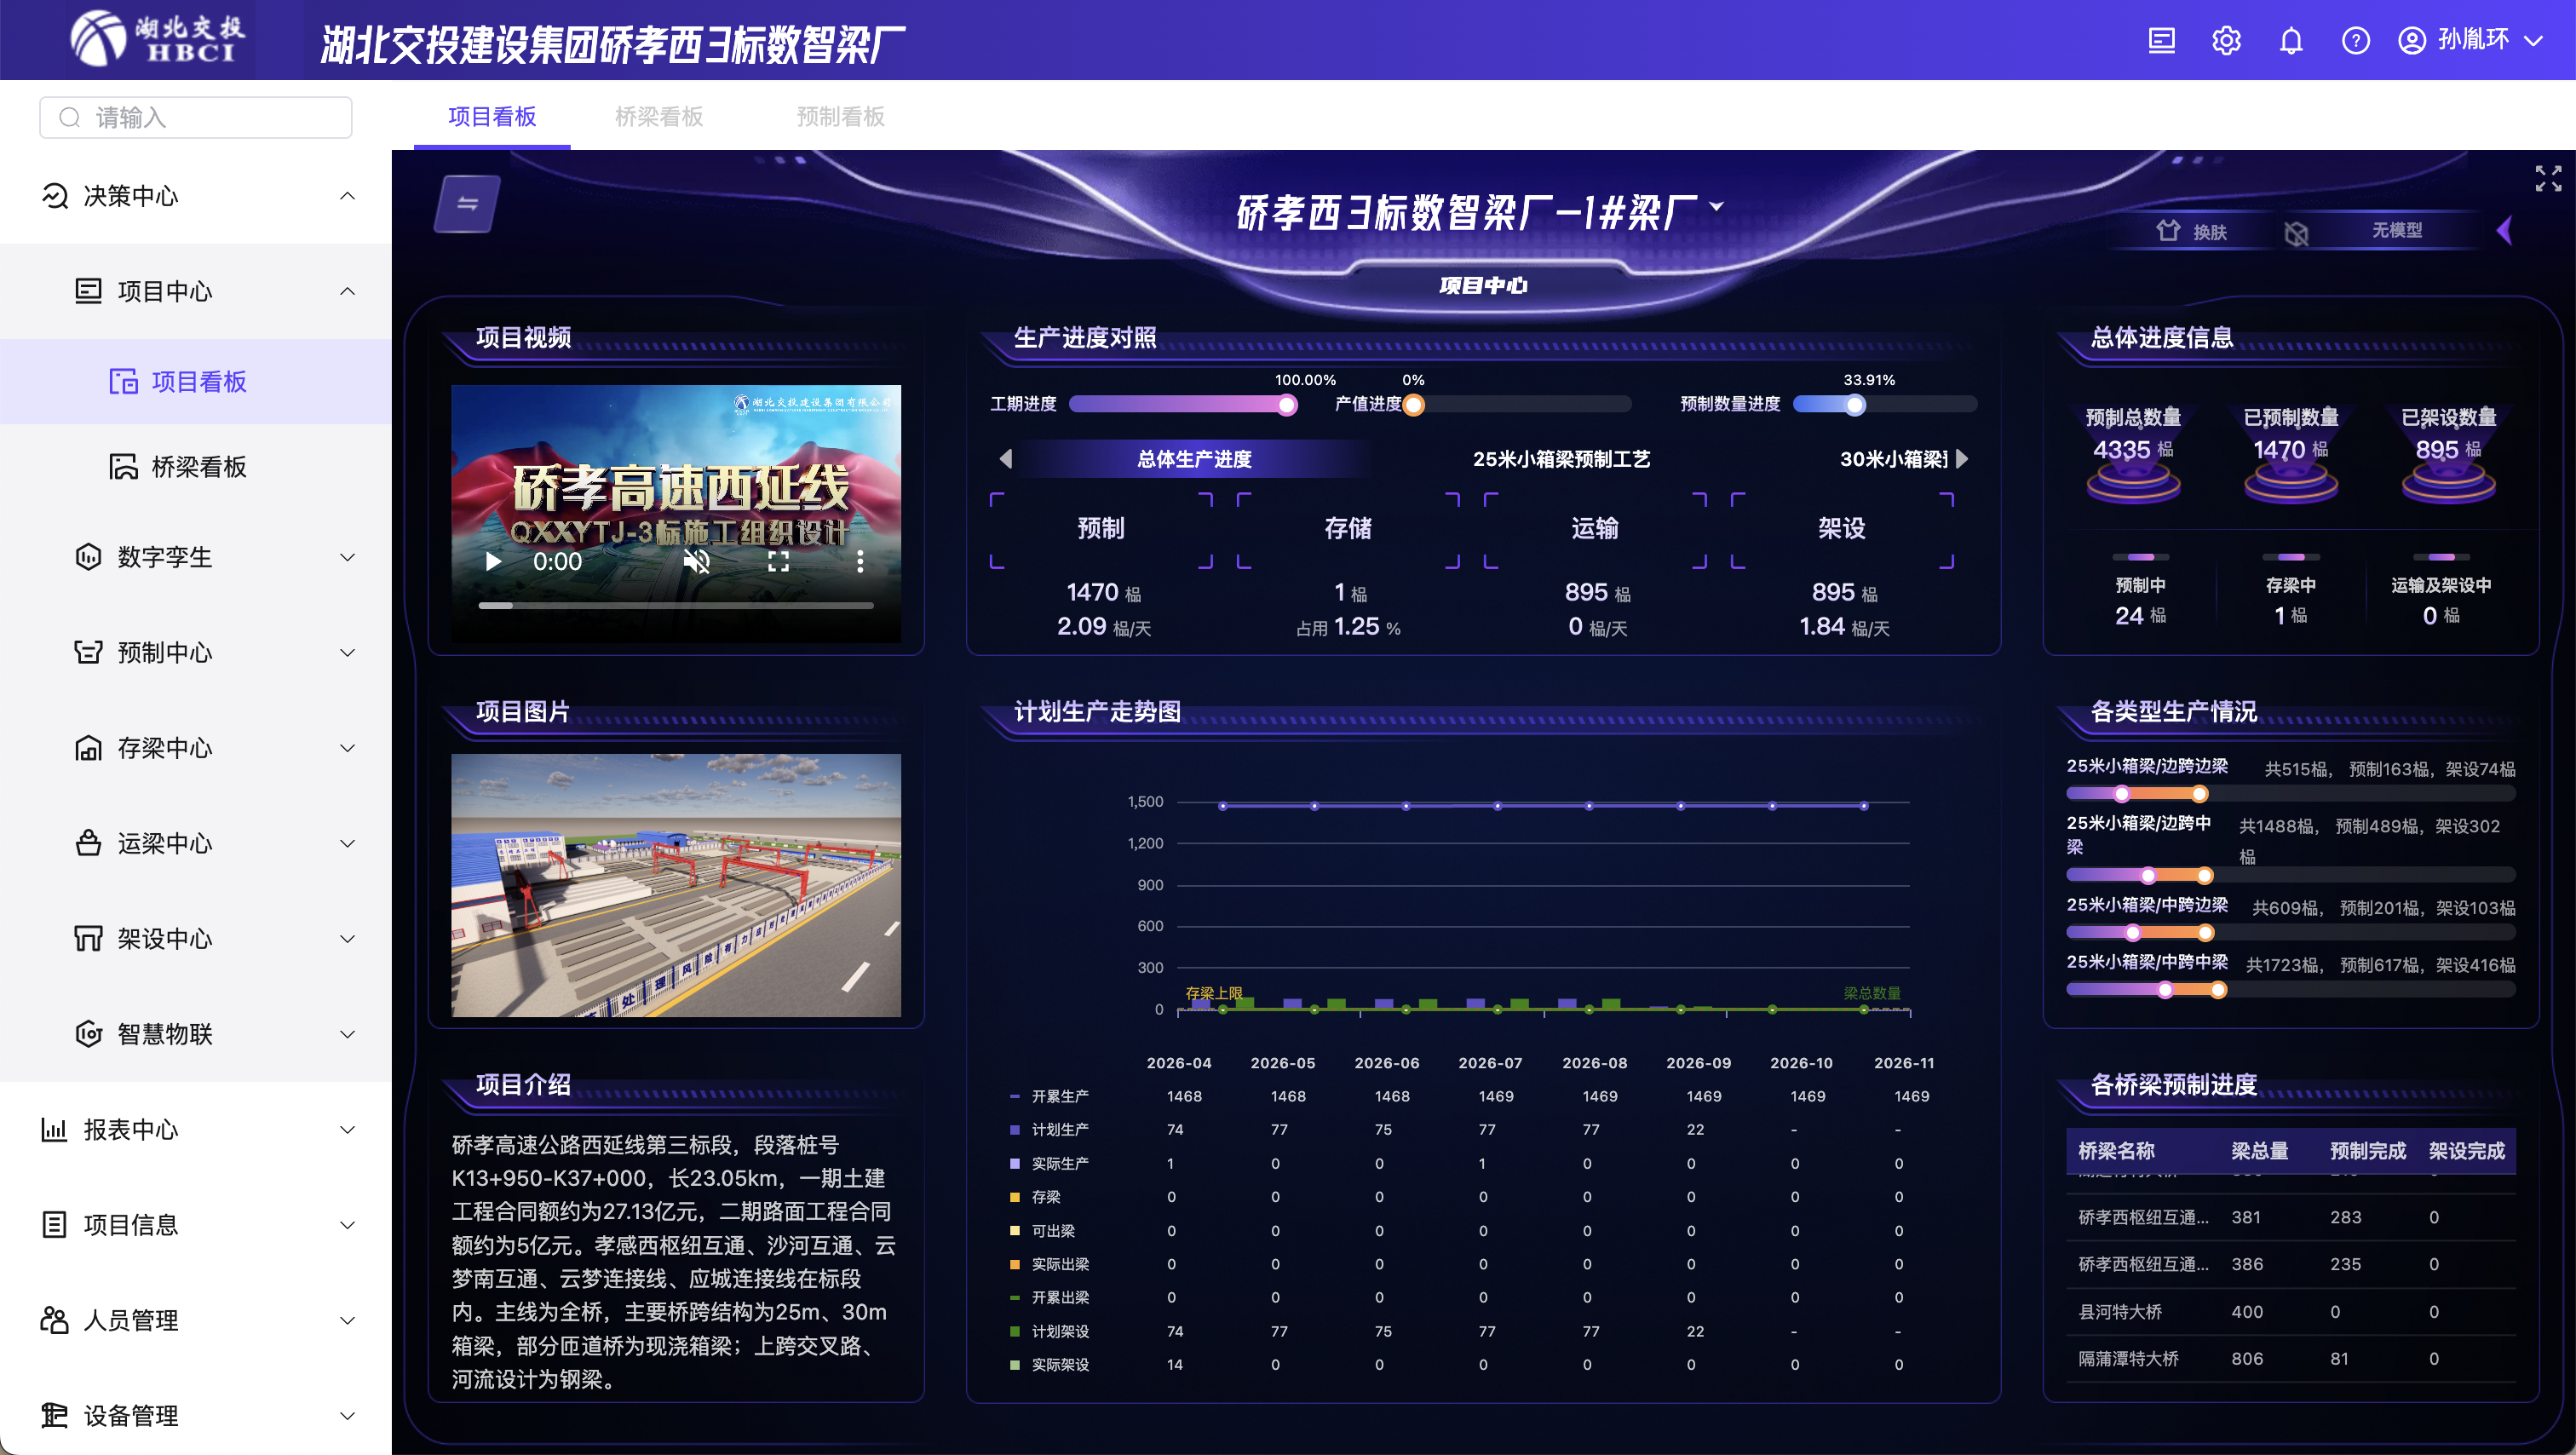 湖北交投
HBCI
湖北交投建设集团硚孝西3标数智梁厂
孙胤环
请输入
项目看板
桥梁看板
预制看板
决策中心
项目中心
项目看板
桥梁看板
数字孪生
预制中心
存梁中心
运梁中心
架设中心
智慧物联
报表中心
项目信息
人员管理
设备管理
硚孝西3标数智梁厂-1#梁厂
项目中心
换肤
无模型
项目视频
湖北交投建设集团有限公司
硚孝高速西延线
QXXYTJ-3标施工组织设计
0:00
生产进度对照
工期进度 100.00%
产值进度 0%
预制数量进度 33.91%
总体生产进度
25米小箱梁预制工艺
30米小箱梁预
预制 存储 运输 架设
1470 榀 1 榀 895 榀 895 榀
2.09 榀/天 占用 1.25 % 0 榀/天 1.84 榀/天
总体进度信息
预制总数量 已预制数量 已架设数量
4335 榀 1470 榀 895 榀
预制中 存梁中 运输及架设中
24 榀 1 榀 0 榀
项目图片
处 理 风 险 有 力 应 对
项目介绍
硚孝高速公路西延线第三标段，段落桩号
K13+950-K37+000，长23.05km，一期土建
工程合同额约为27.13亿元，二期路面工程合同
额约为5亿元。孝感西枢纽互通、沙河互通、云
梦南互通、云梦连接线、应城连接线在标段
内。主线为全桥，主要桥跨结构为25m、30m
箱梁，部分匝道桥为现浇箱梁；上跨交叉路、
河流设计为钢梁。
计划生产走势图
1,500
1,200
900
600
300
0
存梁上限
梁总数量
2026-04 2026-05 2026-06 2026-07 2026-08 2026-09 2026-10 2026-11
开累生产 1468 1468 1468 1469 1469 1469 1469 1469
计划生产 74 77 75 77 77 22 - -
实际生产 1 0 0 1 0 0 0 0
存梁 0 0 0 0 0 0 0 0
可出梁 0 0 0 0 0 0 0 0
实际出梁 0 0 0 0 0 0 0 0
开累出梁 0 0 0 0 0 0 0 0
计划架设 74 77 75 77 77 22 - -
实际架设 14 0 0 0 0 0 0 0
各类型生产情况
25米小箱梁/边跨边梁 共515榀， 预制163榀，架设74榀
25米小箱梁/边跨中
梁
共1488榀， 预制489榀，架设302
榀
25米小箱梁/中跨边梁 共609榀， 预制201榀，架设103榀
25米小箱梁/中跨中梁 共1723榀， 预制617榀，架设416榀
各桥梁预制进度
桥梁名称 梁总量 预制完成 架设完成
硚孝西枢纽互通... 381 283 0
硚孝西枢纽互通... 386 235 0
县河特大桥 400 0 0
隔蒲潭特大桥 806 81 0